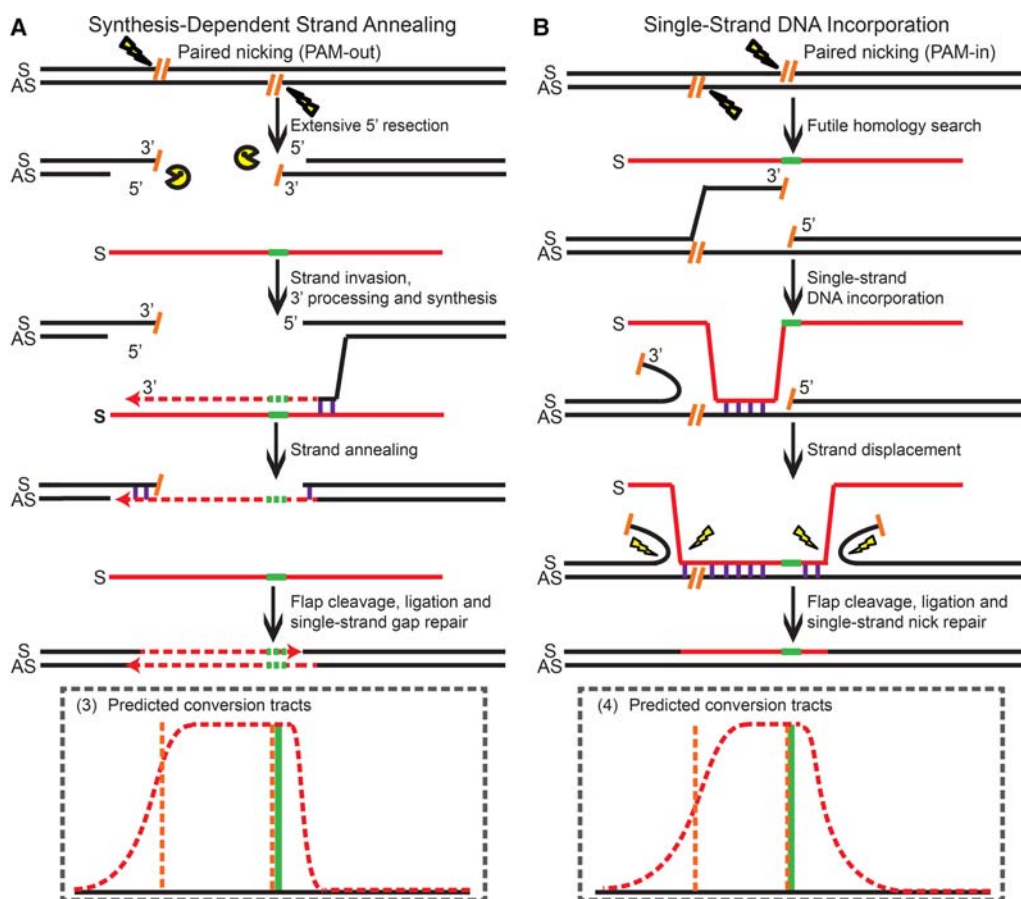 A
Synthesis-Dependent Strand Annealing
Paired nicking (PAM-out)
S
AS
Extensive 5' resection
3'
5'
S
AS
5'
3'
S
Strand invasion,
3' processing and synthesis
3'
5'
S
AS
5'
3'
S
Strand annealing
S
AS
S
Flap cleavage, ligation and
single-strand gap repair
S
AS
(3) Predicted conversion tracts
B
Single-Strand DNA Incorporation
Paired nicking (PAM-in)
S
AS
Futile homology search
S
3'
5'
S
AS
Single-strand
DNA incorporation
S
3'
5'
S
AS
Strand displacement
S
S
AS
Flap cleavage, ligation and
single-strand nick repair
S
AS
(4) Predicted conversion tracts